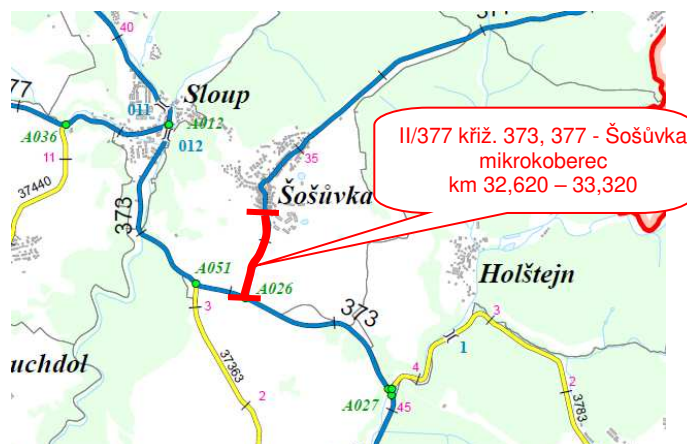 40
377
Sloup
011
A036
A012
012
11
37440
35
II/377 křiž. 373, 377 - Šošůvka
mikrokoberec
km 32,620 – 33,320
Šošůvka
373
A051
A026
Holštejn
3
373
3
1
uchdol
37363
4
2
2
3783
A027
45